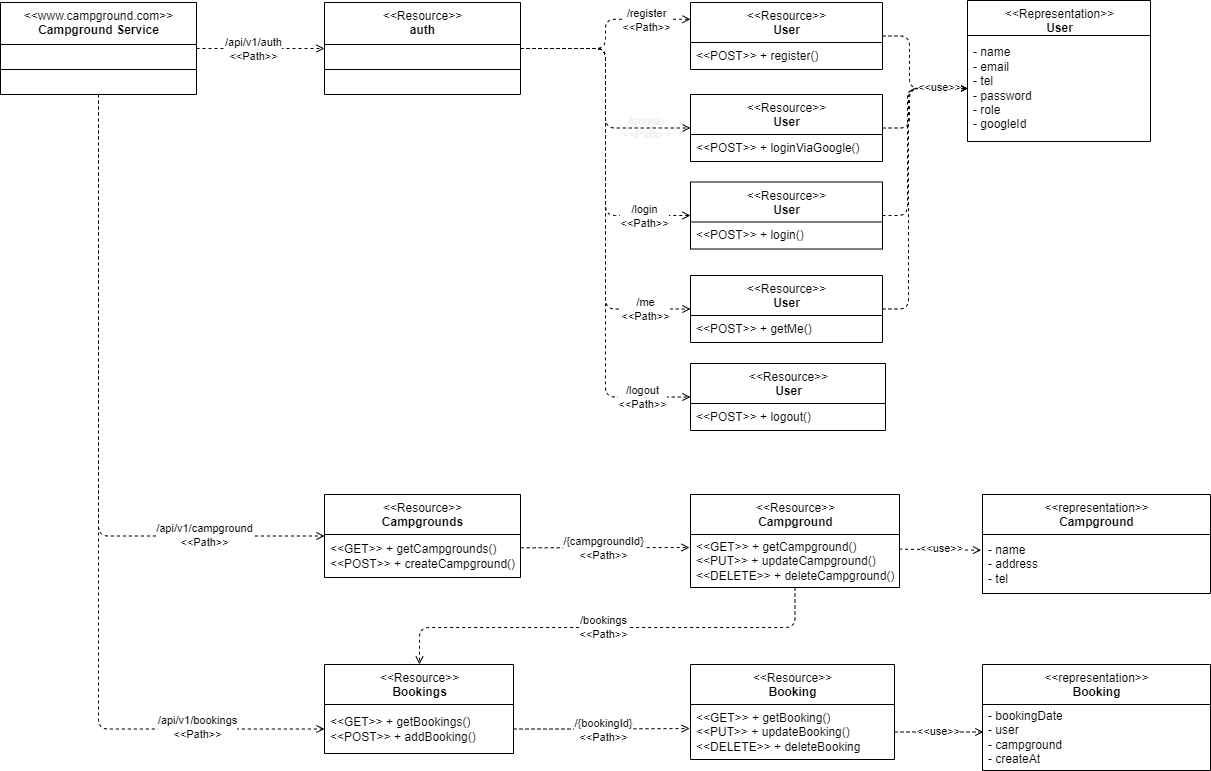 <<www.campground.com>>
Campground Service
/api/v1/auth
<<Path>>
<<Resource>>
auth
/register
<<Path>>
<<Resource>>
User
<<POST>> + register()
<<use>>
<<Representation>>
User
- name
- email
- tel
- password
- role
- googleId
/google
<<Path>>
<<Resource>>
User
<<POST>> + loginViaGoogle()
/login
<<Path>>
<<Resource>>
User
<<POST>> + login()
/me
<<Path>>
<<Resource>>
User
<<POST>> + getMe()
/logout
<<Path>>
<<Resource>>
User
<<POST>> + logout()
/api/v1/campground
<<Path>>
<<Resource>>
Campgrounds
<<GET>> + getCampgrounds()
<<POST>> + createCampground()
/{campgroundId}
<<Path>>
<<Resource>>
Campground
<<GET>> + getCampground()
<<PUT>> + updateCampground()
<<DELETE>> + deleteCampground()
<<use>>
<<representation>>
Campground
- name
- address
- tel
/bookings
<<Path>>
/api/v1/bookings
<<Path>>
<<Resource>>
Bookings
<<GET>> + getBookings()
<<POST>> + addBooking()
/{bookingId}
<<Path>>
<<Resource>>
Booking
<<GET>> + getBooking()
<<PUT>> + updateBooking()
<<DELETE>> + deleteBooking
<<use>>
<<representation>>
Booking
- bookingDate
- user
- campground
- createAt